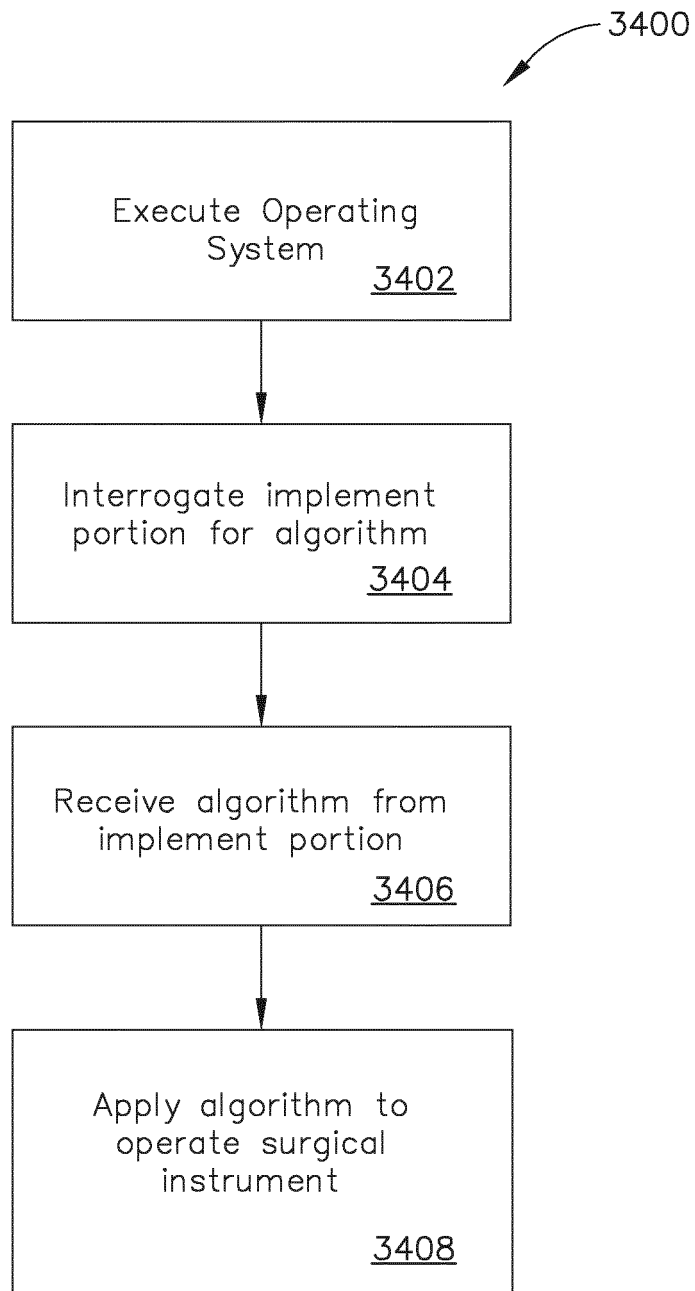 3400
Execute Operating
System
3402
Interrogate implement
portion for algorithm
3404
Receive algorithm from
implement portion
3406
Apply algorithm to
operate surgical
instrument
3408